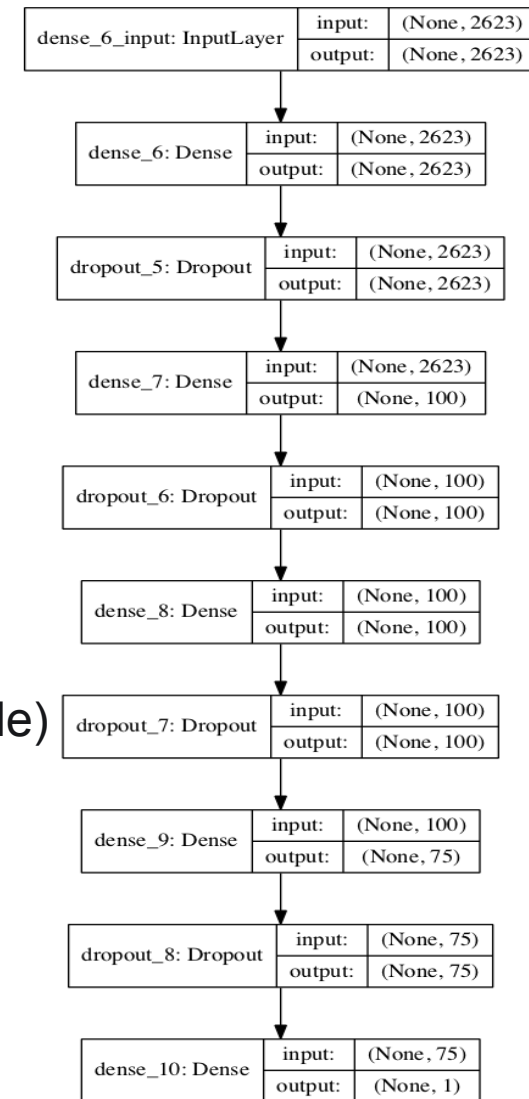 dense_6_input: InputLayer
input: (None, 2623)
output: (None, 2623)
dense_6: Dense
input: (None, 2623)
output: (None, 2623)
dropout_5: Dropout
input: (None, 2623)
output: (None, 2623)
dense_7: Dense
input: (None, 2623)
output: (None, 100)
dropout_6: Dropout
input: (None, 100)
output: (None, 100)
dense_8: Dense
input: (None, 100)
output: (None, 100)
le)
dropout_7: Dropout
input: (None, 100)
output: (None, 100)
dense_9: Dense
input: (None, 100)
output: (None, 75)
dropout_8: Dropout
input: (None, 75)
output: (None, 75)
dense_10: Dense
input: (None, 75)
output: (None, 1)